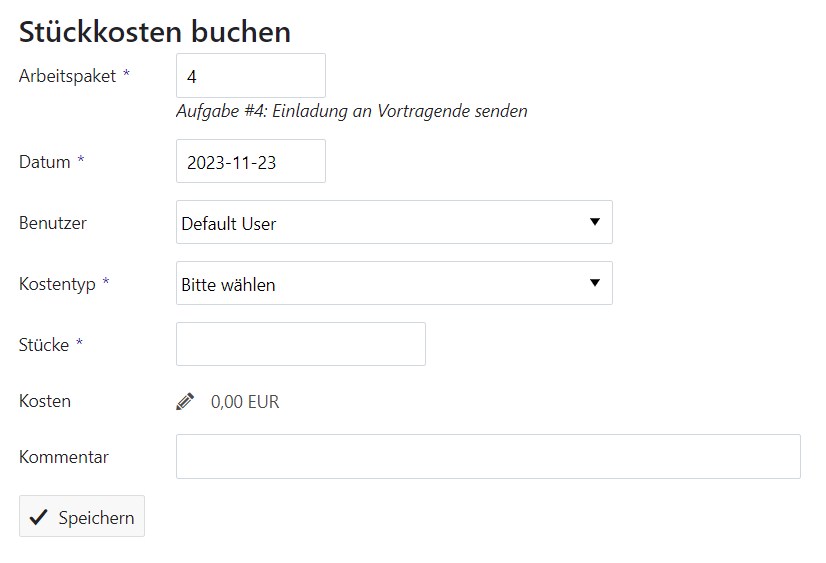 Stückkosten buchen
Arbeitspaket * 4
Aufgabe #4: Einladung an Vortragende senden
Datum * 2023-11-23
Benutzer Default User
Kostentyp * Bitte wählen
Stücke *
Kosten 0,00 EUR
Kommentar
Speichern